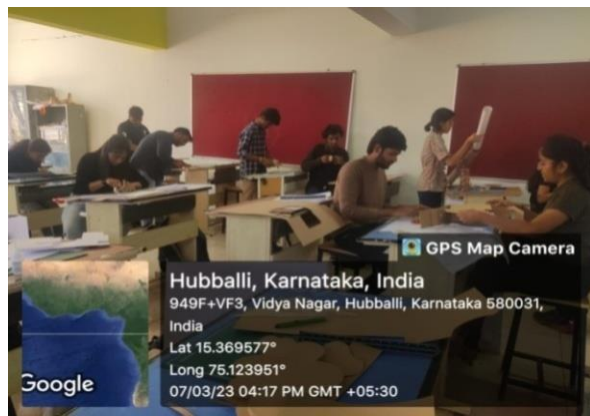 GPS Map Camera
Hubballi, Karnataka, India
949F+VF3, Vidya Nagar, Hubballi, Karnataka 580031,
India
Lat 15.369577°
Long 75.123951°
07/03/23 04:17 PM GMT +05:30
Google